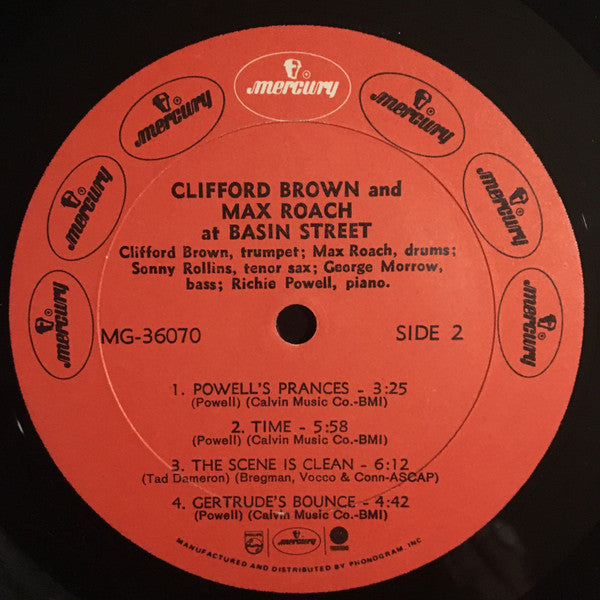 mercury
mercury
mercury
mercury
mercury
mercury
mercury
CLIFFORD BROWN and
MAX ROACH
at BASIN STREET
Clifford Brown, trumpet; Max Roach, drums;
Sonny Rollins, tenor sax; George Morrow,
bass; Richie Powell, piano.
MG-36070 SIDE 2
1. POWELL'S PRANCES - 3:25
(Powell) (Calvin Music Co.-BMI)
2. TIME - 5:58
(Powell) (Calvin Music Co.-BMI)
3. THE SCENE IS CLEAN - 6:12
(Tad Dameron) (Bregman, Vocco & Conn-ASCAP)
4. GERTRUDE'S BOUNCE - 4:42
(Powell) (Calvin Music Co.-BMI)
mercury
MANUFACTURED AND DISTRIBUTED BY PHONOGRAM, INC